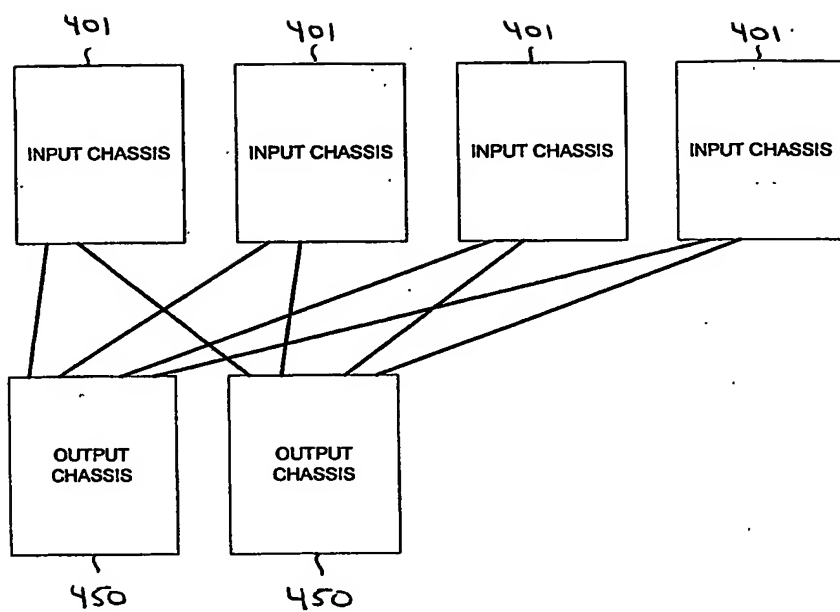 401 401 401 401
INPUT CHASSIS INPUT CHASSIS INPUT CHASSIS INPUT CHASSIS
OUTPUT CHASSIS OUTPUT CHASSIS
450 450